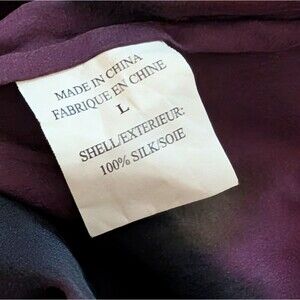 MADE IN CHINA
FABRIQUE EN CHINE
L
SHELL/EXTERIEUR:
100% SILK/SOIE